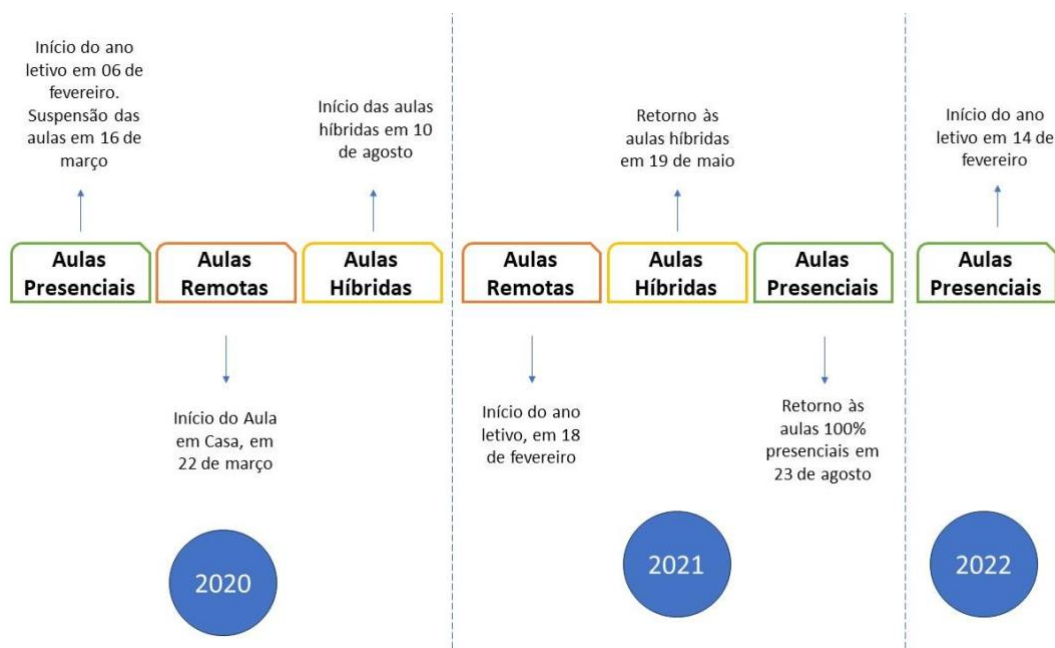 Início do ano
letivo em 06 de
fevereiro.
Suspensão das
aulas em 16 de
março
Início das aulas
híbridas em 10
de agosto
Retorno às
aulas híbridas
em 19 de maio
Início do ano
letivo em 14 de
fevereiro
Aulas
Presenciais
Aulas
Remotas
Aulas
Híbridas
Aulas
Remotas
Aulas
Híbridas
Aulas
Presenciais
Aulas
Presenciais
Início do Aula
em Casa, em
22 de março
Início do ano
letivo, em 18
de fevereiro
Retorno às
aulas 100%
presenciais em
23 de agosto
2020
2021
2022